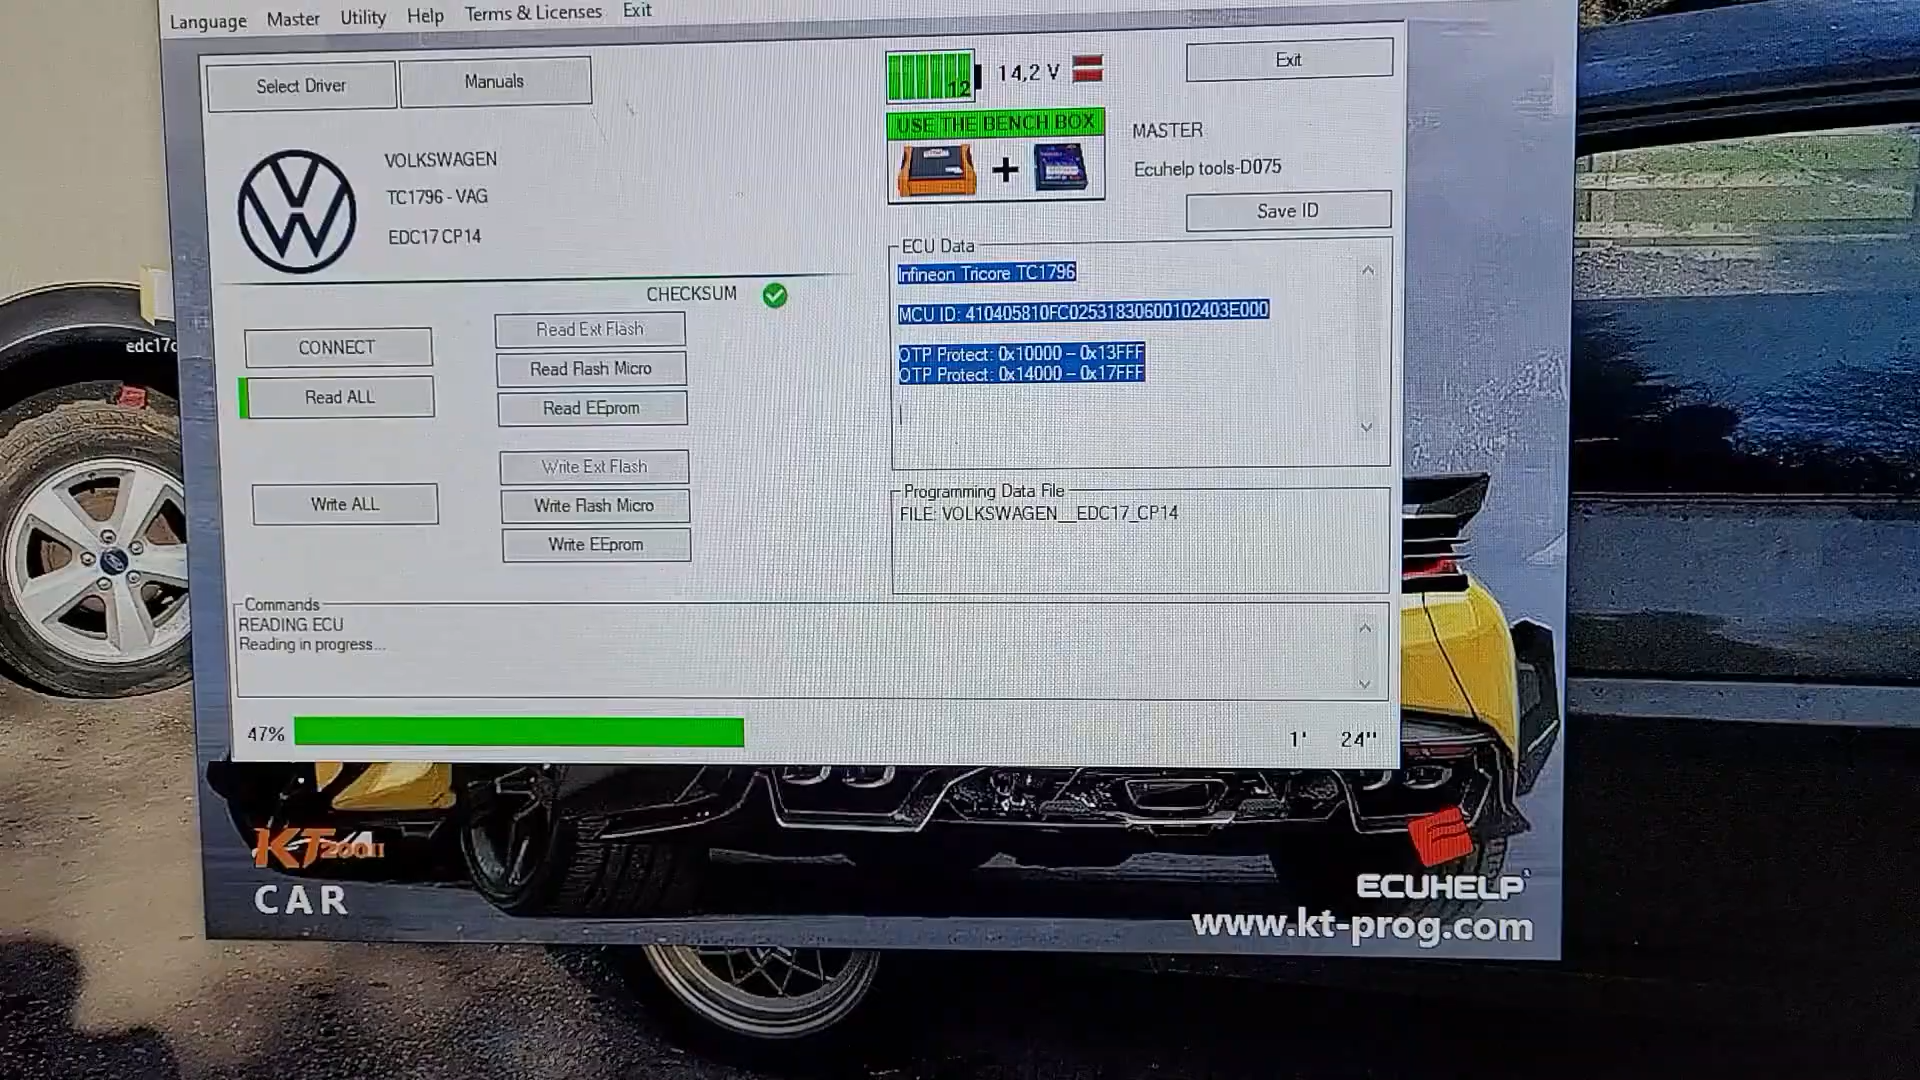 Language Master Utility Help Terms & Licenses Exit
Select Driver
Manuals
12
14,2 V
Exit
USE THE BENCH BOX
MASTER
Ecuhelp tools-D075
Save ID
VOLKSWAGEN
TC1796 - VAG
EDC17 CP14
CHECKSUM
ECU Data
Infineon Tricore TC1796
MCU ID: 410405810FC02531830600102403E000
OTP Protect: 0x10000 – 0x13FFF
OTP Protect: 0x14000 – 0x17FFF
edc17c
CONNECT
Read ALL
Write ALL
Read Ext Flash
Read Flash Micro
Read EEprom
Write Ext Flash
Write Flash Micro
Write EEprom
Programming Data File
FILE: VOLKSWAGEN__EDC17_CP14
Commands
READING ECU
Reading in progress...
47%
1' 24''
KT200II
CAR
ECUHELP
www.kt-prog.com